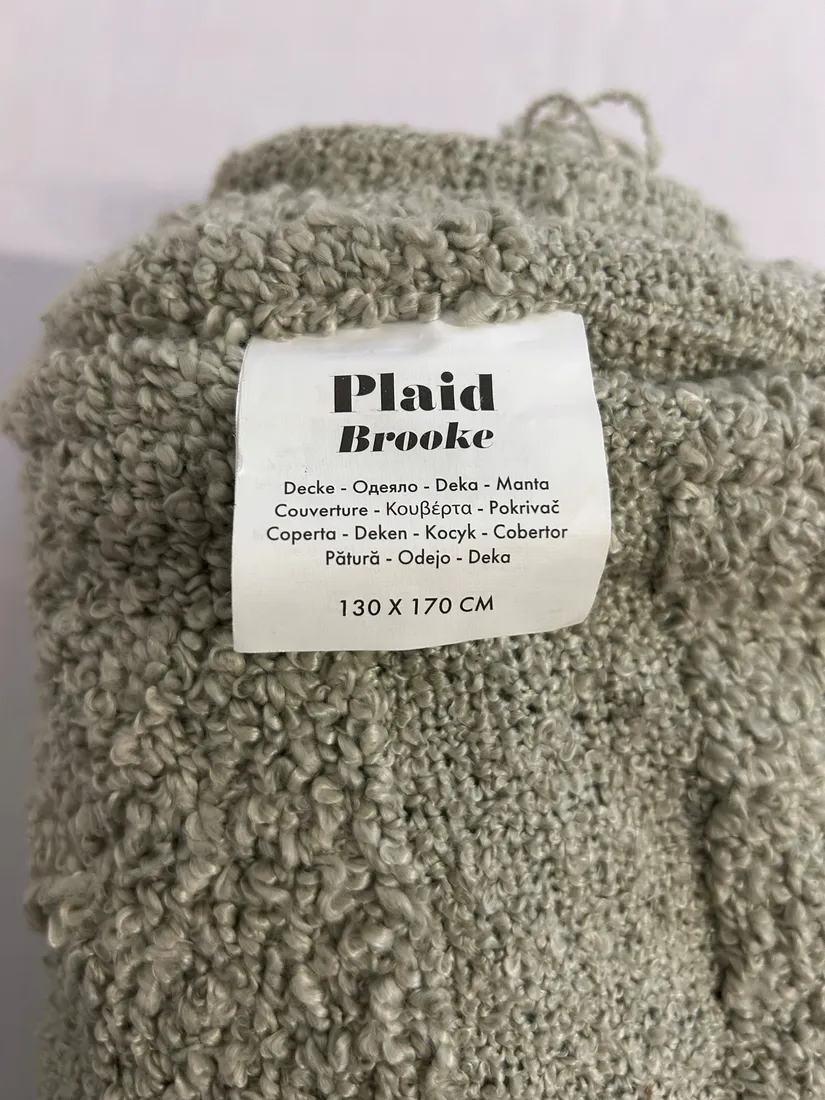 Plaid
Brooke
Decke - Одеяло - Deka - Manta
Couverture - Κουβέρτα - Pokrivač
Coperta - Deken - Kocyk - Cobertor
Pătură - Odejo - Deka
130 X 170 CM